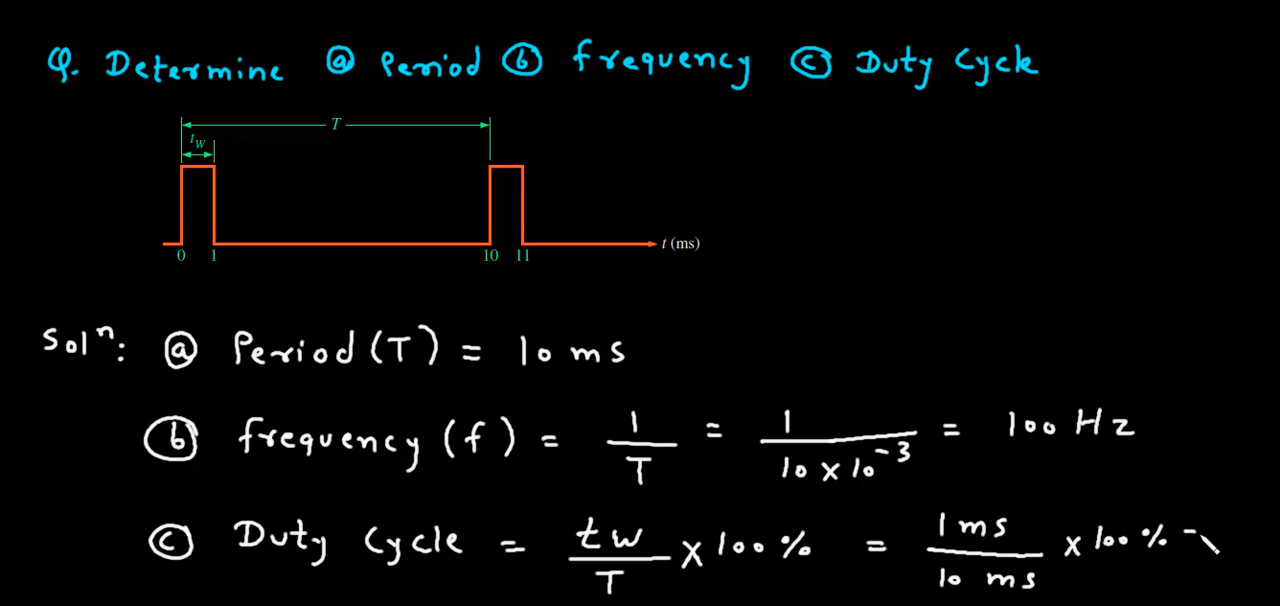 Q. Determine ⓐ Period ⓑ frequency ⓒ Duty Cycle
T
tW
t (ms)
0 1 10 11
Solⁿ: ⓐ Period (T) = 10 ms
ⓑ frequency (f) = 1/T = 1/(10 × 10⁻³) = 100 Hz
ⓒ Duty Cycle = tw/T × 100 % = 1 ms/10 ms × 100 %